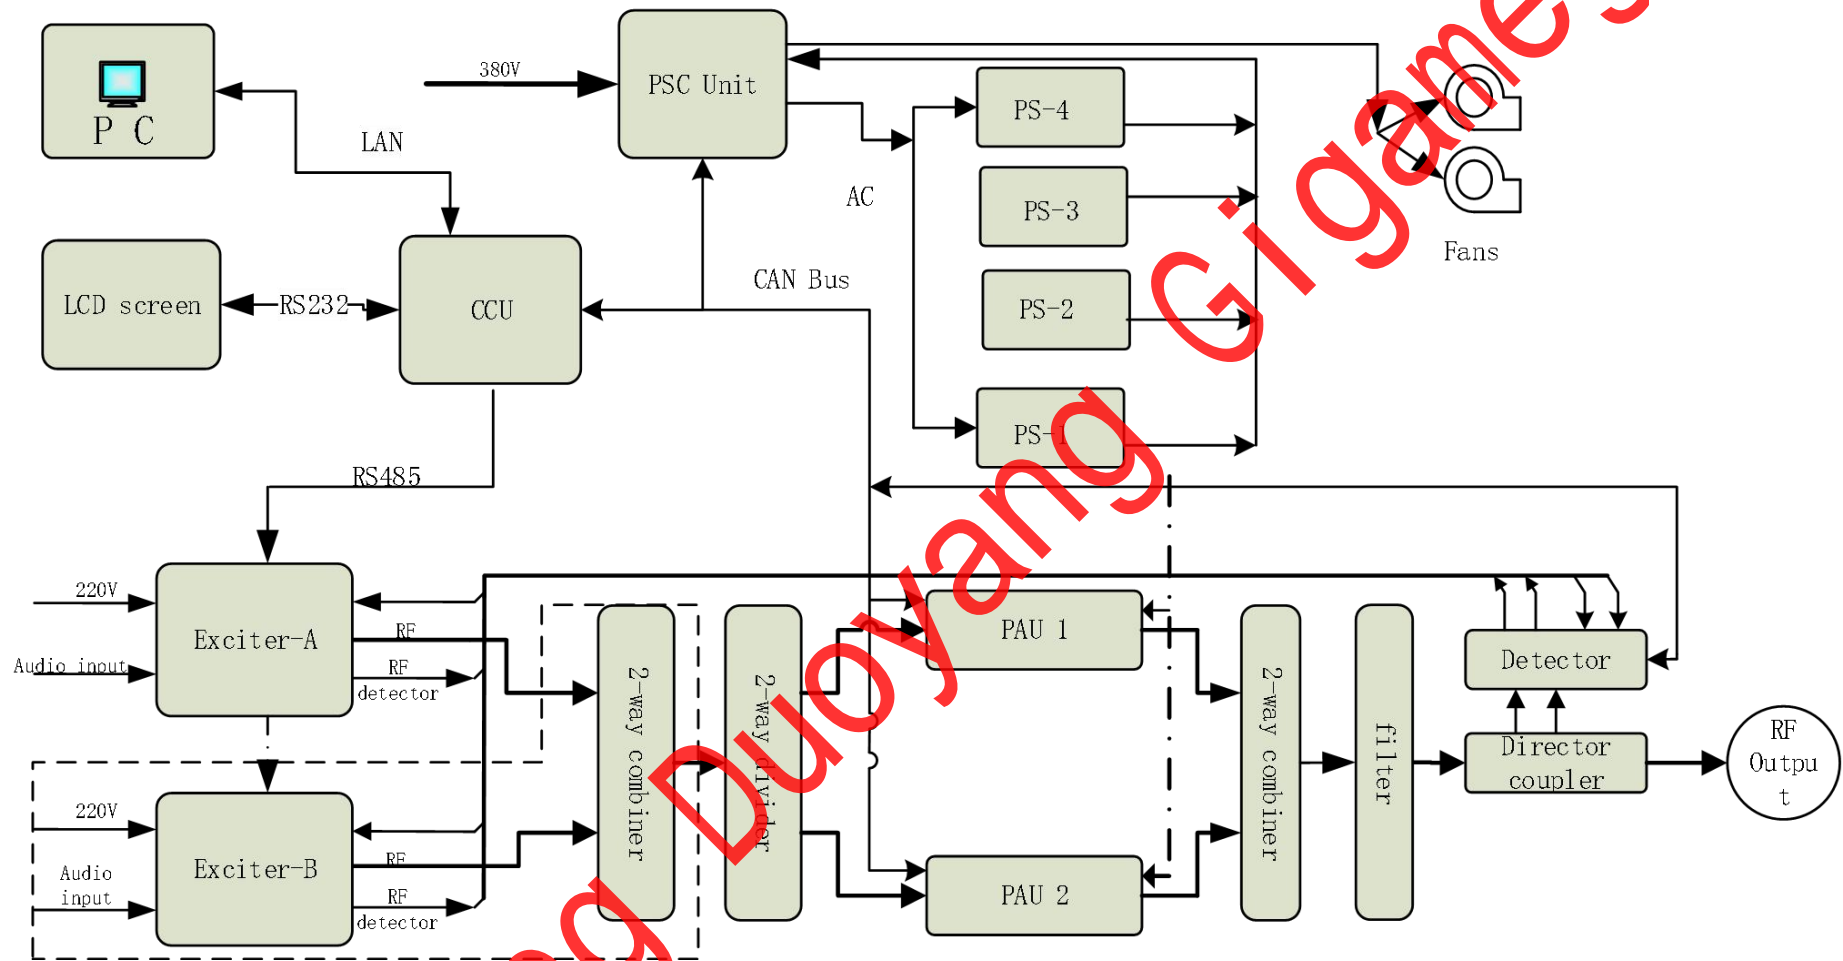 P C
LAN
380V
PSC Unit
AC
PS-4
PS-3
PS-2
PS-1
Fans
LCD screen
RS232
CCU
CAN Bus
RS485
220V
Audio input
Exciter-A
RF
RF
detector
220V
Audio
input
Exciter-B
RF
RF
detector
2-way combiner
2-way divider
PAU 1
PAU 2
2-way combiner
filter
Detector
Director
coupler
RF
Outpu
t
Duoyang Gigameg